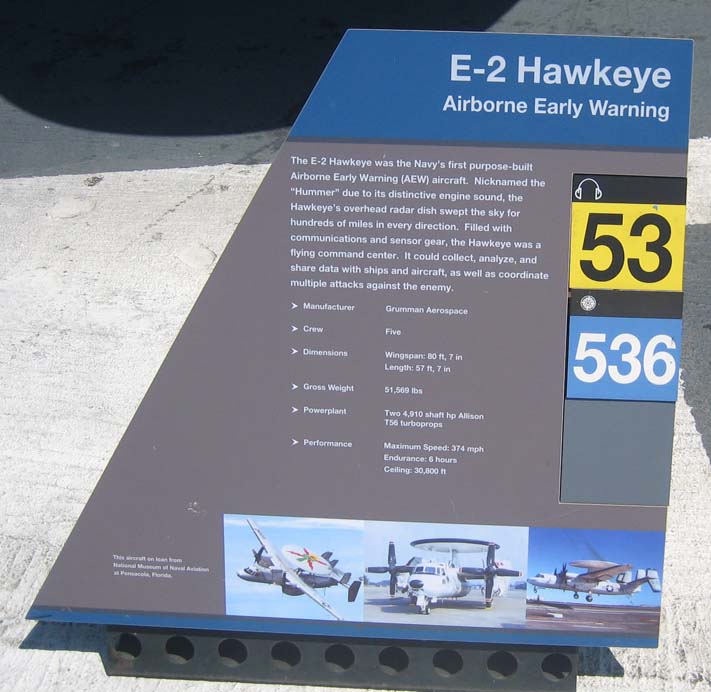 E-2 Hawkeye
Airborne Early Warning
The E-2 Hawkeye was the Navy's first purpose-built
Airborne Early Warning (AEW) aircraft. Nicknamed the
"Hummer" due to its distinctive engine sound, the
Hawkeye's overhead radar dish swept the sky for
hundreds of miles in every direction. Filled with
communications and sensor gear, the Hawkeye was a
flying command center. It could collect, analyze, and
share data with ships and aircraft, as well as coordinate
multiple attacks against the enemy.
53
536
➤ Manufacturer Grumman Aerospace
➤ Crew Five
➤ Dimensions Wingspan: 80 ft, 7 in
Length: 57 ft, 7 in
➤ Gross Weight 51,569 lbs
➤ Powerplant Two 4,910 shaft hp Allison
T56 turboprops
➤ Performance Maximum Speed: 374 mph
Endurance: 6 hours
Ceiling: 30,800 ft
This aircraft on loan from
National Museum of Naval Aviation
at Pensacola, Florida.